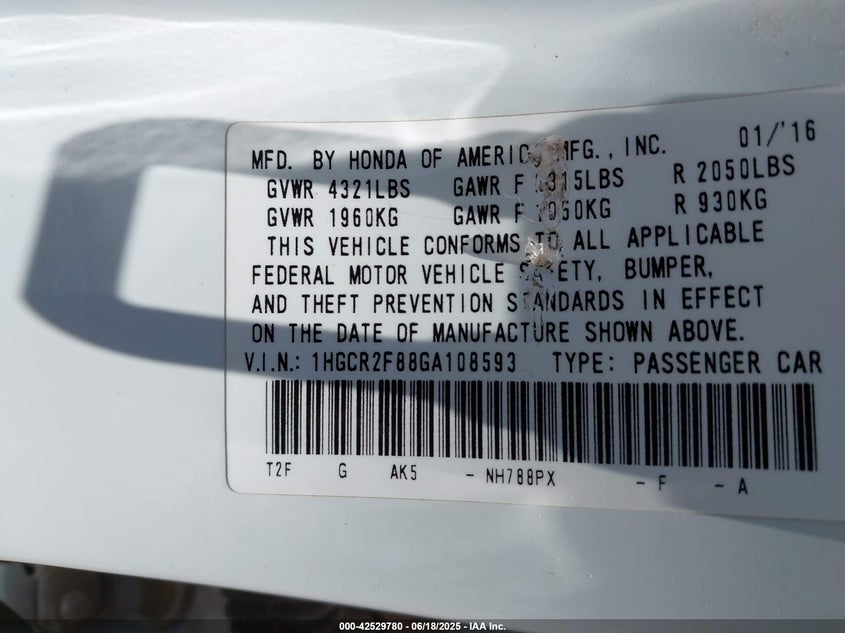 01/'16
MFD. BY HONDA OF AMERICA MFG., INC.
GVWR 4321LBS GAWR F 2315LBS R 2050LBS
GVWR 1960KG GAWR F 1050KG R 930KG
THIS VEHICLE CONFORMS TO ALL APPLICABLE
FEDERAL MOTOR VEHICLE SAFETY, BUMPER,
AND THEFT PREVENTION STANDARDS IN EFFECT
ON THE DATE OF MANUFACTURE SHOWN ABOVE.
V.I.N.: 1HGCR2F88GA108593 TYPE: PASSENGER CAR
T2F G AK5 - NH788PX - F - A
000-42529780 - 06/18/2025 - IAA Inc.